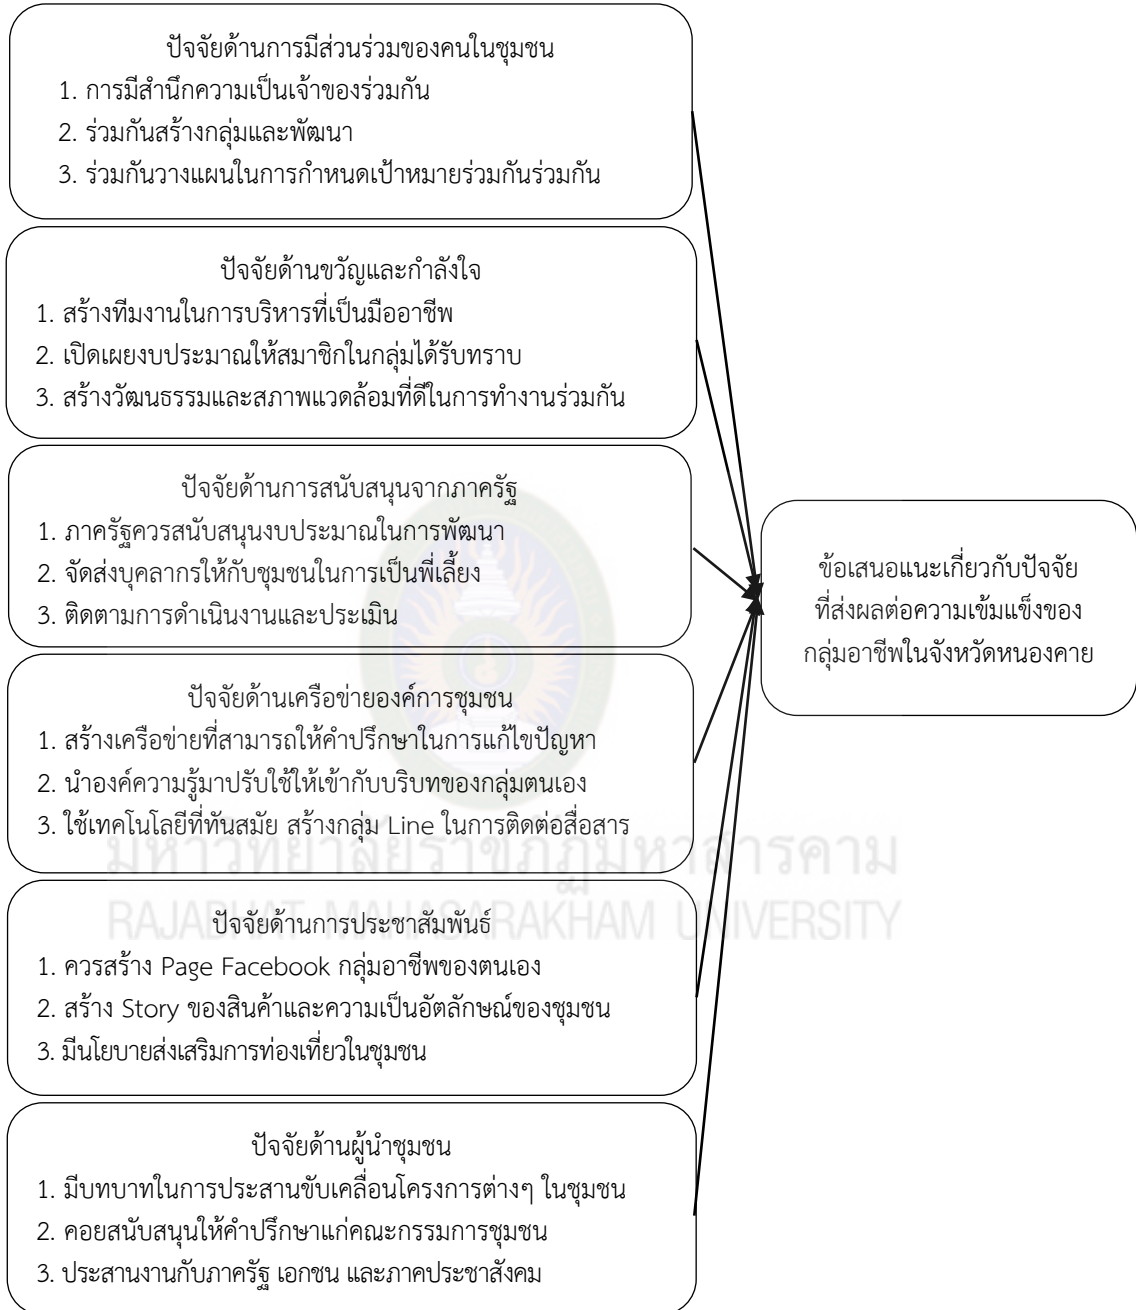 ปัจจัยด้านการมีส่วนร่วมของคนในชุมชน
1. การมีสำนึกความเป็นเจ้าของร่วมกัน
2. ร่วมกันสร้างกลุ่มและพัฒนา
3. ร่วมกันวางแผนในการกำหนดเป้าหมายร่วมกันร่วมกัน
ปัจจัยด้านขวัญและกำลังใจ
1. สร้างทีมงานในการบริหารที่เป็นมืออาชีพ
2. เปิดเผยงบประมาณให้สมาชิกในกลุ่มได้รับทราบ
3. สร้างวัฒนธรรมและสภาพแวดล้อมที่ดีในการทำงานร่วมกัน
ปัจจัยด้านการสนับสนุนจากภาครัฐ
1. ภาครัฐควรสนับสนุนงบประมาณในการพัฒนา
2. จัดส่งบุคลากรให้กับชุมชนในการเป็นพี่เลี้ยง
3. ติดตามการดำเนินงานและประเมิน
ปัจจัยด้านเครือข่ายองค์การชุมชน
1. สร้างเครือข่ายที่สามารถให้คำปรึกษาในการแก้ไขปัญหา
2. นำองค์ความรู้มาปรับใช้ให้เข้ากับบริบทของกลุ่มตนเอง
3. ใช้เทคโนโลยีที่ทันสมัย สร้างกลุ่ม Line ในการติดต่อสื่อสาร
ปัจจัยด้านการประชาสัมพันธ์
1. ควรสร้าง Page Facebook กลุ่มอาชีพของตนเอง
2. สร้าง Story ของสินค้าและความเป็นอัตลักษณ์ของชุมชน
3. มีนโยบายส่งเสริมการท่องเที่ยวในชุมชน
ปัจจัยด้านผู้นำชุมชน
1. มีบทบาทในการประสานขับเคลื่อนโครงการต่างๆ ในชุมชน
2. คอยสนับสนุนให้คำปรึกษาแก่คณะกรรมการชุมชน
3. ประสานงานกับภาครัฐ เอกชน และภาคประชาสังคม
ข้อเสนอแนะเกี่ยวกับปัจจัย
ที่ส่งผลต่อความเข้มแข็งของ
กลุ่มอาชีพในจังหวัดหนองคาย
มหาวิทยาลัยราชภัฏมหาสารคาม
RAJABHAT MAHASARAKHAM UNIVERSITY